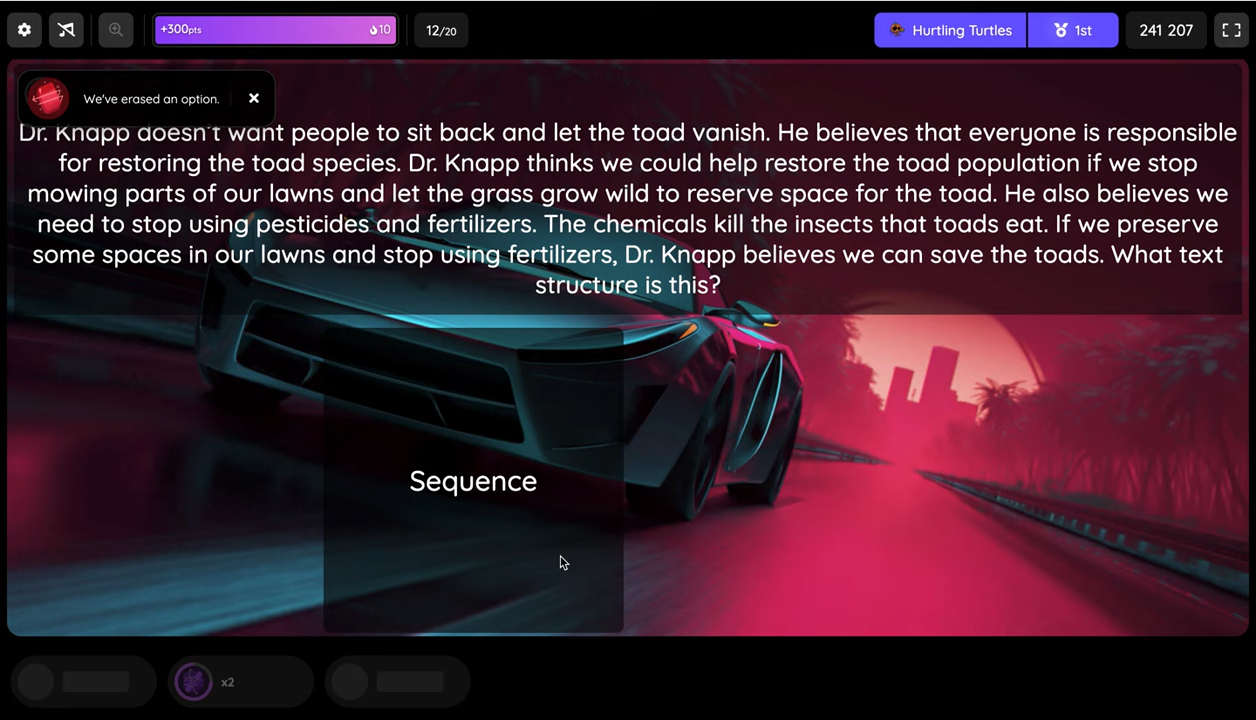 +300pts
10
12/20
Hurtling Turtles
1st
241 207
We've erased an option.
Dr. Knapp doesn't want people to sit back and let the toad vanish. He believes that everyone is responsible
for restoring the toad species. Dr. Knapp thinks we could help restore the toad population if we stop
mowing parts of our lawns and let the grass grow wild to reserve space for the toad. He also believes we
need to stop using pesticides and fertilizers. The chemicals kill the insects that toads eat. If we preserve
some spaces in our lawns and stop using fertilizers, Dr. Knapp believes we can save the toads. What text
structure is this?
Sequence
x2